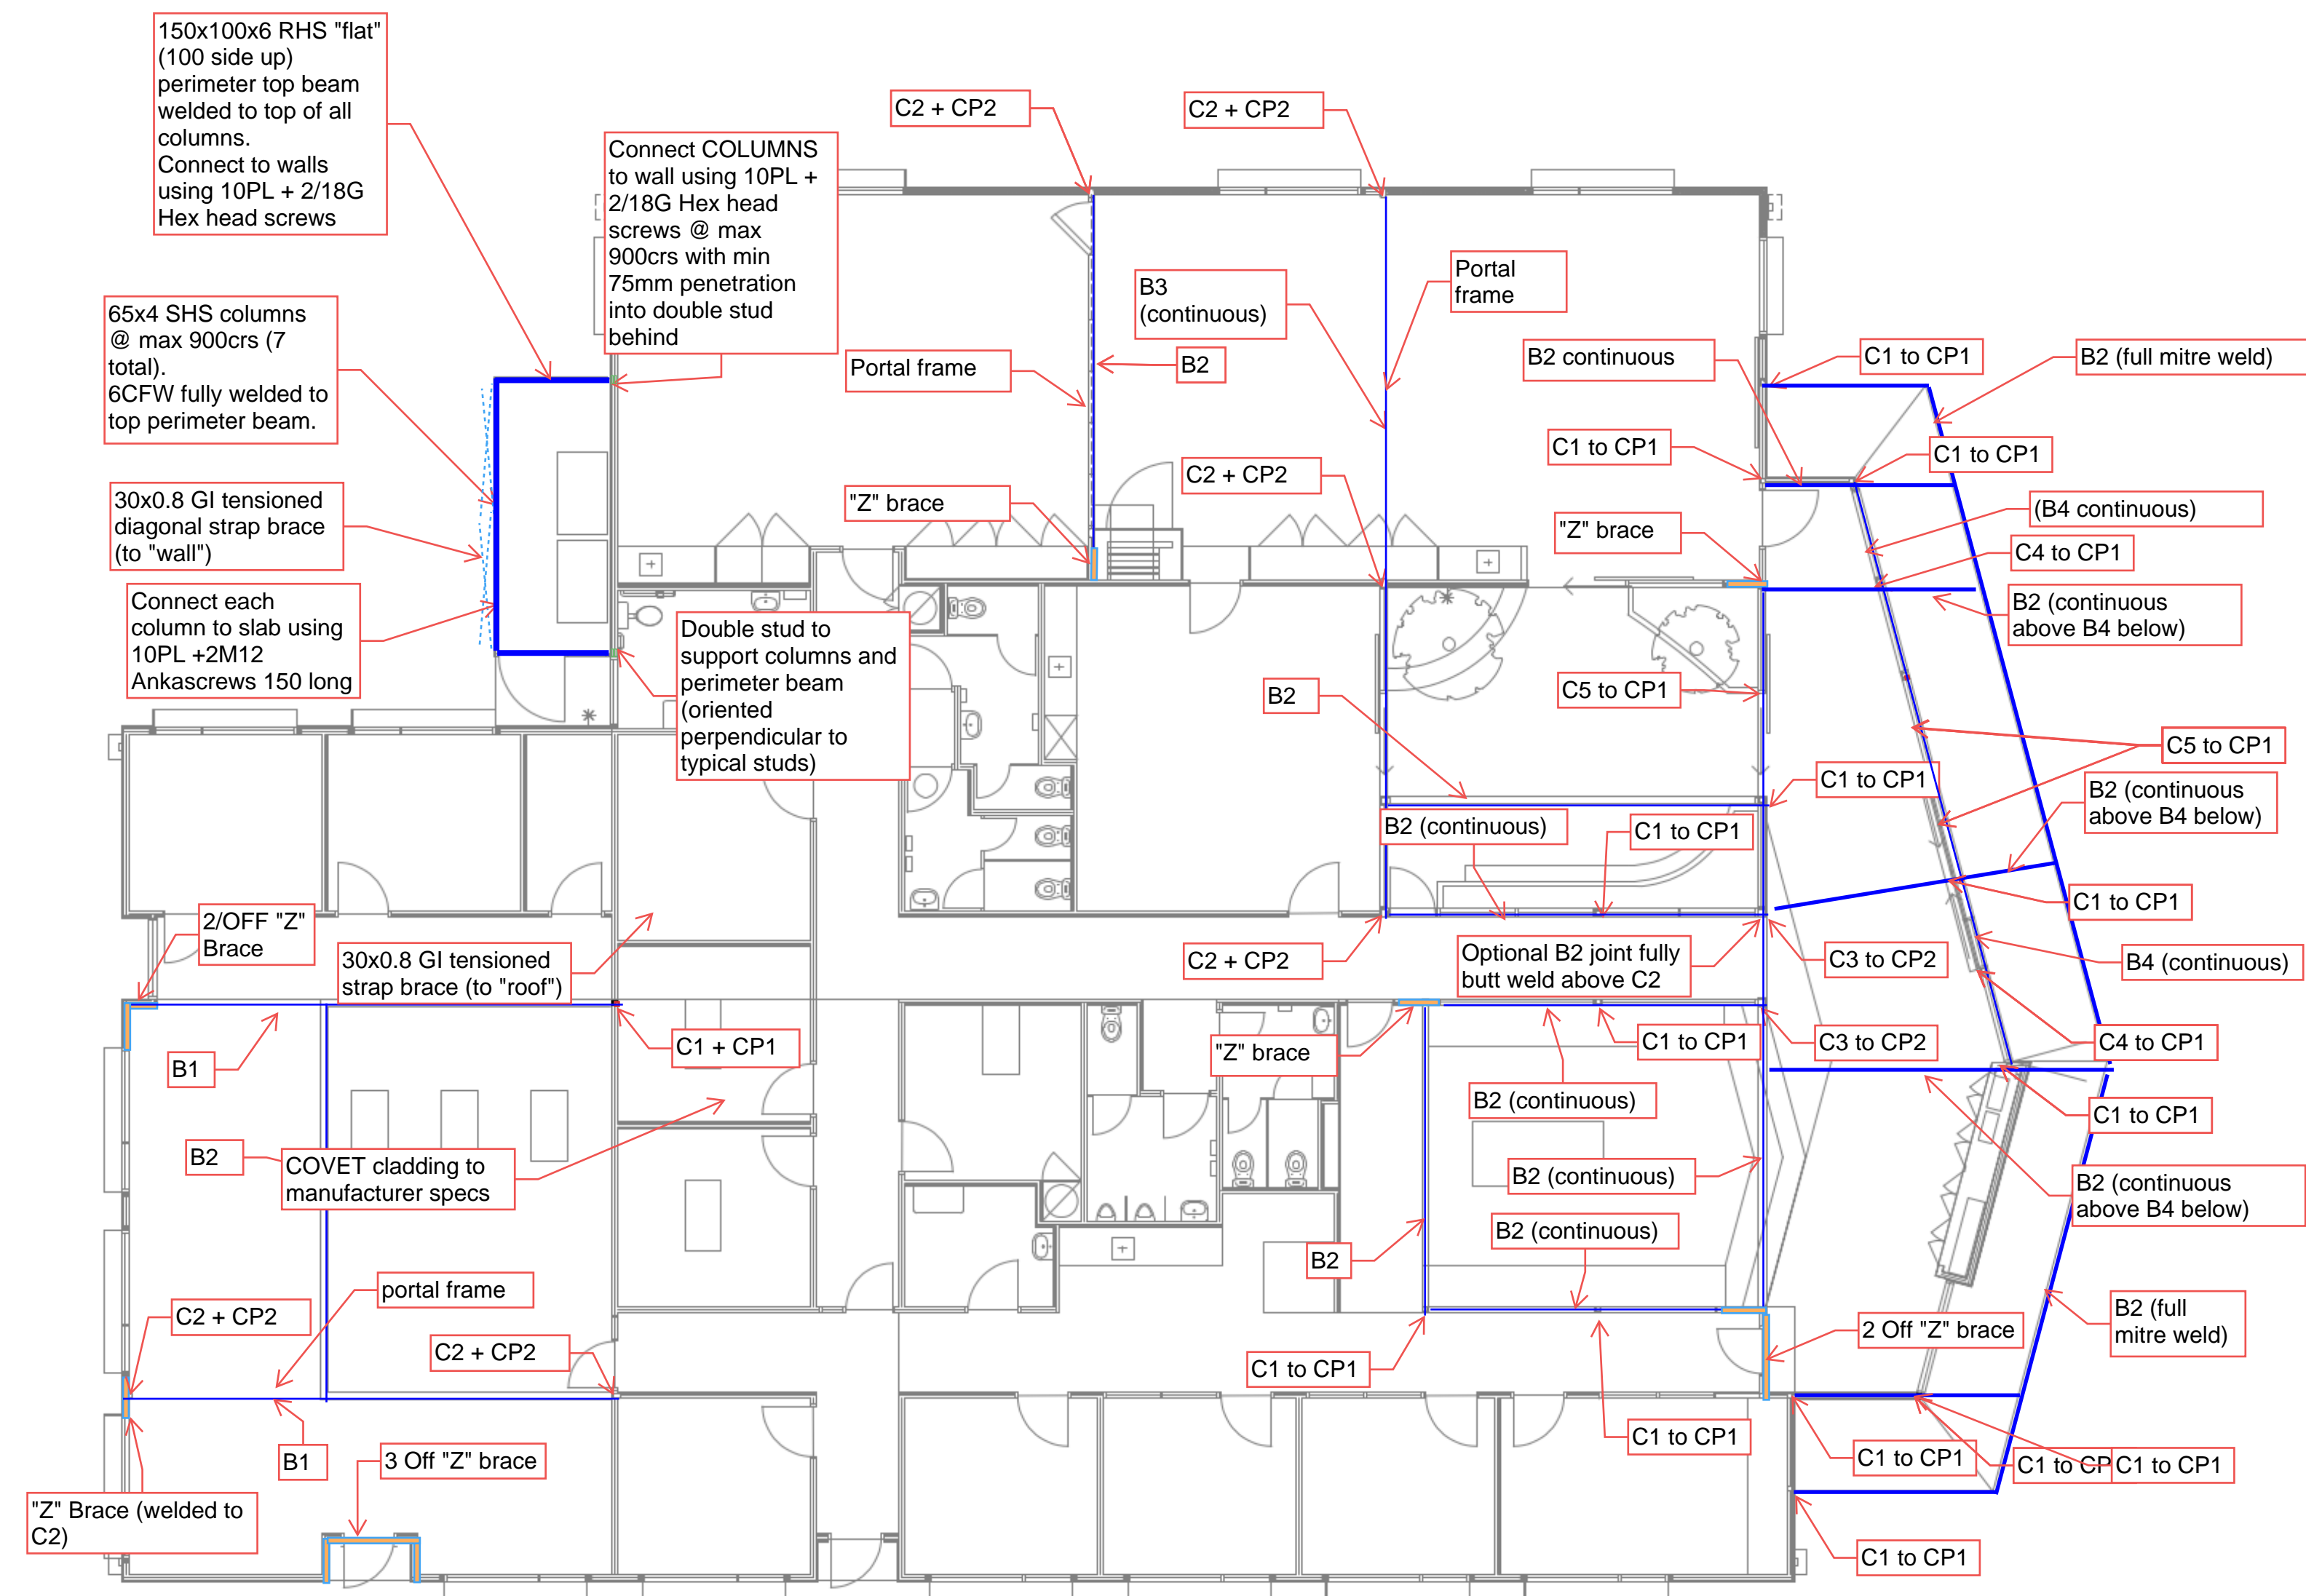 150x100x6 RHS "flat"
(100 side up)
perimeter top beam
welded to top of all
columns.
Connect to walls
using 10PL + 2/18G
Hex head screws
C2 + CP2
C2 + CP2
Connect COLUMNS
to wall using 10PL +
2/18G Hex head
screws @ max
900crs with min
75mm penetration
into double stud
behind
65x4 SHS columns
@ max 900crs (7
total).
6CFW fully welded to
top perimeter beam.
Portal frame
B3
(continuous)
B2
Portal
frame
B2 continuous
C1 to CP1
B2 (full mitre weld)
C1 to CP1
C1 to CP1
30x0.8 GI tensioned
diagonal strap brace
(to "wall")
"Z" brace
C2 + CP2
"Z" brace
(B4 continuous)
C4 to CP1
Connect each
column to slab using
10PL +2M12
Ankascrews 150 long
Double stud to
support columns and
perimeter beam
(oriented
perpendicular to
typical studs)
B2 (continuous
above B4 below)
B2
C5 to CP1
C5 to CP1
C1 to CP1
B2 (continuous
above B4 below)
B2 (continuous)
C1 to CP1
C1 to CP1
2/OFF "Z"
Brace
30x0.8 GI tensioned
strap brace (to "roof")
C2 + CP2
Optional B2 joint fully
butt weld above C2
C3 to CP2
B4 (continuous)
B1
C1 + CP1
"Z" brace
C1 to CP1
C3 to CP2
C4 to CP1
B2 (continuous)
C1 to CP1
B2
COVET cladding to
manufacturer specs
B2 (continuous)
B2 (continuous
above B4 below)
B2 (continuous)
B2
portal frame
C2 + CP2
C2 + CP2
C1 to CP1
2 Off "Z" brace
B2 (full
mitre weld)
B1
3 Off "Z" brace
C1 to CP1
C1 to CP1
C1 to CP
C1 to CP1
"Z" Brace (welded to
C2)
C1 to CP1